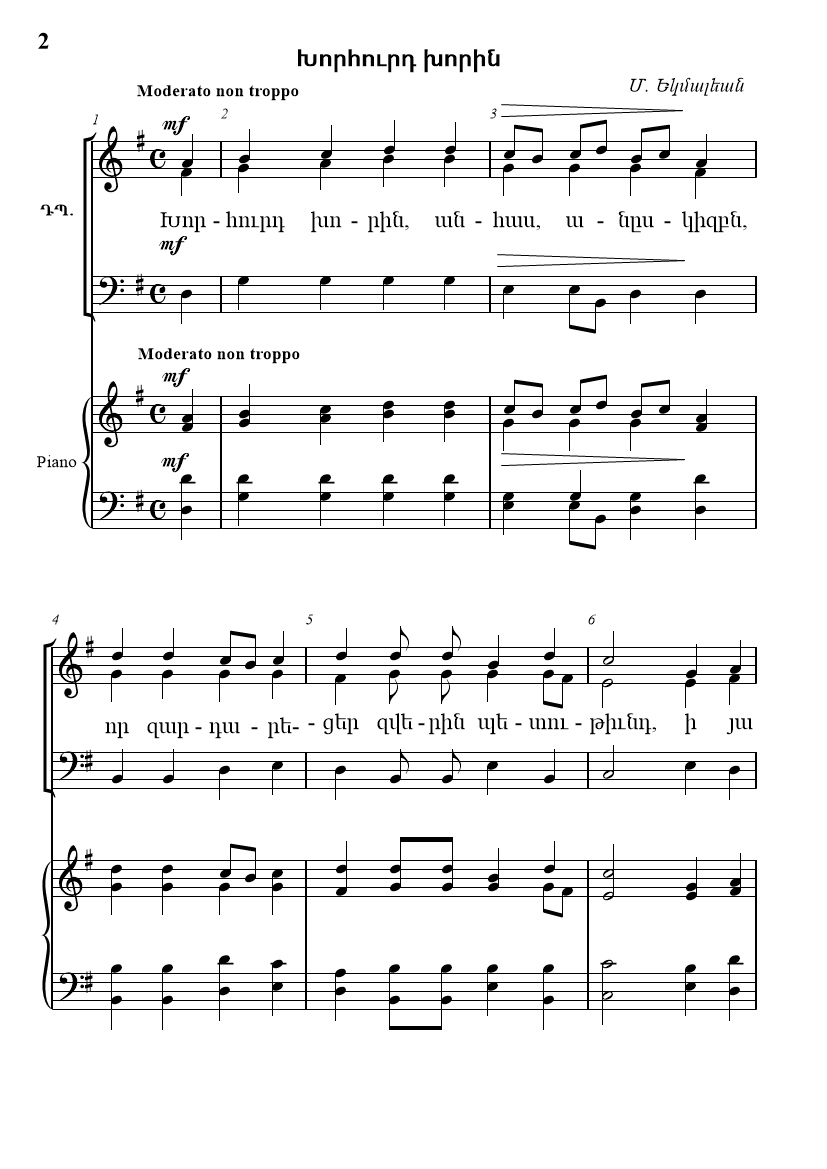 2
Խորհուրդ խորին
Մ. Եկմալեան
Moderato non troppo
1 2 3
mf
ԴՊ.
Խոր - հուրդ խո - րին, ան - հաս, ա - նըս - կիզբն,
mf
Moderato non troppo
mf
Piano
mf
4 5 6
որ զար - դա - րե- - ցեր զվե - րին պե - տու - թիւնդ, ի յա